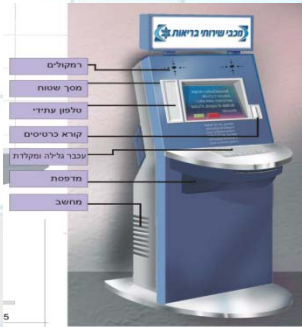 מכבי שירותי בריאות
רמקולים
מסך שטוח
טלפון עתידי
קורא כרטיסים
עכבר גלילה ומקלדת
מדפסת
מחשב
5